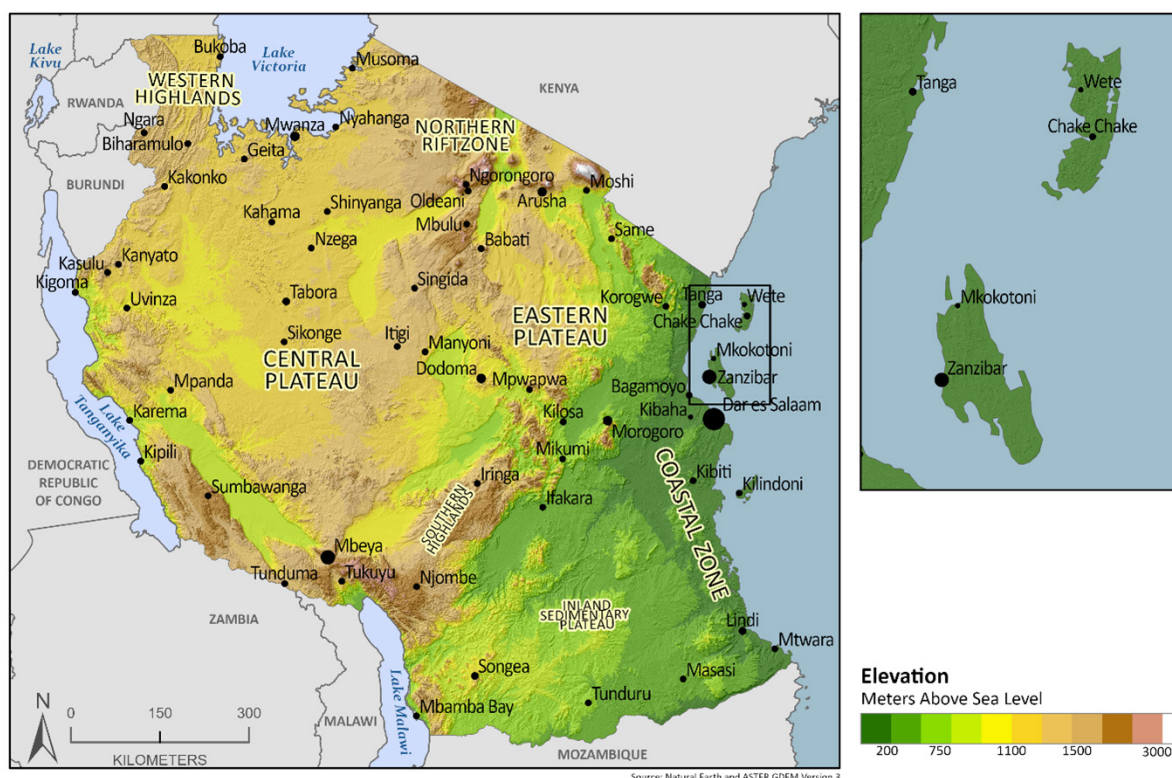 Lake
Kivu
Bukoba
Lake
Victoria
Musoma
WESTERN
HIGHLANDS
KENYA
RWANDA
Ngara
Biharamulo
Mwanza
Nyahanga
Geita
NORTHERN
RIFTZONE
BURUNDI
Kakonko
Ngorongoro
Oldeani
Arusha
Moshi
Kahama
Shinyanga
Mbulu
Nzega
Babati
Same
Kasulu
Kanyato
Kigoma
Uvinza
Tabora
Singida
Korogwe
Tanga
Wete
Chake Chake
EASTERN
PLATEAU
Sikonge
Itigi
Manyoni
CENTRAL
PLATEAU
Dodoma
Mpwapwa
Mkokotoni
Zanzibar
Bagamoyo
Mpanda
Lake
Tanganyika
Karema
Kilosa
Kibaha
Dar es Salaam
Morogoro
Kipili
Mikumi
DEMOCRATIC
REPUBLIC
OF CONGO
Sumbawanga
Iringa
COASTAL ZONE
Kibiti
Kilindoni
SOUTHERN
HIGHLANDS
Ifakara
Mbeya
Tunduma
Tukuyu
Njombe
INLAND
SEDIMENTARY
PLATEAU
ZAMBIA
Lindi
Mtwara
Songea
Masasi
Lake Malawi
Mbamba Bay
Tunduru
MALAWI
MOZAMBIQUE
N
0 150 300
KILOMETERS
Source: Natural Earth and ASTER GDEM Version 3
Tanga
Wete
Chake Chake
Mkokotoni
Zanzibar
Elevation
Meters Above Sea Level
200 750 1100 1500 3000